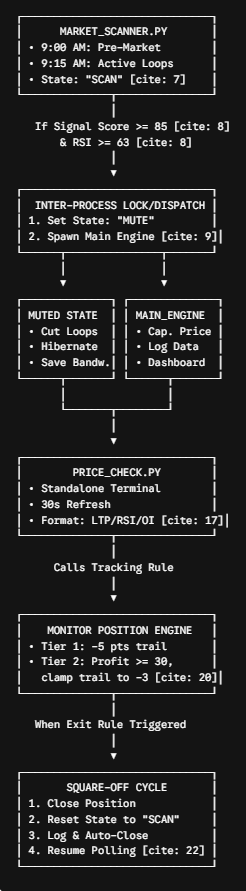 MARKET_SCANNER.PY
• 9:00 AM: Pre-Market
• 9:15 AM: Active Loops
• State: "SCAN" [cite: 7]
If Signal Score >= 85 [cite: 8]
& RSI >= 63 [cite: 8]
INTER-PROCESS LOCK/DISPATCH
1. Set State: "MUTE"
2. Spawn Main Engine [cite: 9]
MUTED STATE
• Cut Loops
• Hibernate
• Save Bandw.
MAIN_ENGINE
• Cap. Price
• Log Data
• Dashboard
PRICE_CHECK.PY
• Standalone Terminal
• 30s Refresh
• Format: LTP/RSI/OI [cite: 17]
Calls Tracking Rule
MONITOR POSITION ENGINE
• Tier 1: -5 pts trail
• Tier 2: Profit >= 30,
clamp trail to -3 [cite: 20]
When Exit Rule Triggered
SQUARE-OFF CYCLE
1. Close Position
2. Reset State to "SCAN"
3. Log & Auto-Close
4. Resume Polling [cite: 22]